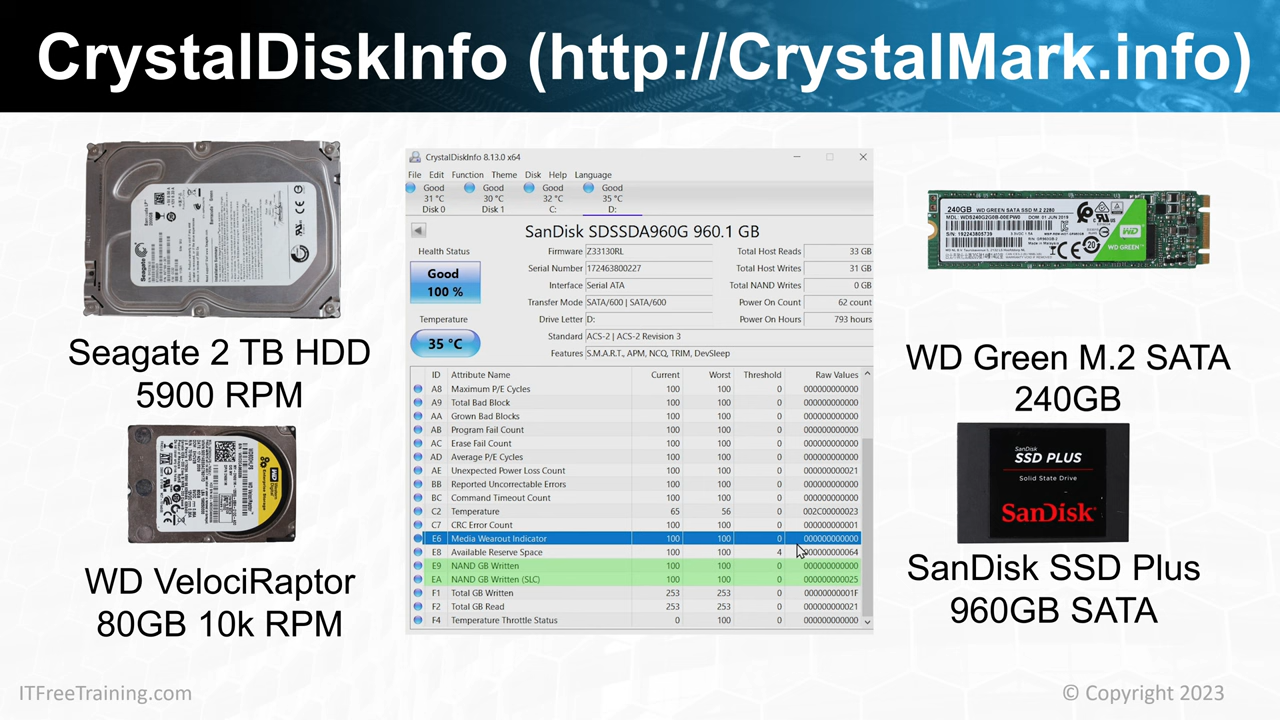 CrystalDiskInfo (http://CrystalMark.info)
Seagate 2 TB HDD
5900 RPM
WD VelociRaptor
80GB 10k RPM
CrystalDiskInfo 8.13.0 x64
File Edit Function Theme Disk Help Language
Good Good Good Good
31 °C 30 °C 32 °C 35 °C
Disk 0 Disk 1 C: D:
SanDisk SDSSDA960G 960.1 GB
Health Status
Good
100 %
Temperature
35 °C
Firmware Z33130RL Total Host Reads 33 GB
Serial Number 172463800227 Total Host Writes 31 GB
Interface Serial ATA Total NAND Writes 0 GB
Transfer Mode SATA/600 | SATA/600 Power On Count 62 count
Drive Letter D: Power On Hours 793 hours
Standard ACS-2 | ACS-2 Revision 3
Features S.M.A.R.T., APM, NCQ, TRIM, DevSleep
ID Attribute Name Current Worst Threshold Raw Values
A8 Maximum P/E Cycles 100 100 0 000000000000
A9 Total Bad Block 100 100 0 000000000000
AA Grown Bad Blocks 100 100 0 000000000000
AB Program Fail Count 100 100 0 000000000000
AC Erase Fail Count 100 100 0 000000000000
AD Average P/E Cycles 100 100 0 000000000000
AE Unexpected Power Loss Count 100 100 0 000000000021
BB Reported Uncorrectable Errors 100 100 0 000000000000
BC Command Timeout Count 100 100 0 000000000000
C2 Temperature 65 56 0 002C00000023
C7 CRC Error Count 100 100 0 000000000001
E6 Media Wearout Indicator 100 100 0 000000000000
E8 Available Reserve Space 100 100 4 000000000064
E9 NAND GB Written 100 100 0 000000000000
EA NAND GB Written (SLC) 100 100 0 000000000025
F1 Total GB Written 253 253 0 00000000001F
F2 Total GB Read 253 253 0 000000000021
F4 Temperature Throttle Status 0 100 0 000000000000
240GB WD GREEN SATA SSD M.2 2280
WD
WD GREEN
WD Green M.2 SATA
240GB
SanDisk
SSD PLUS
Solid State Drive
SanDisk
SanDisk SSD Plus
960GB SATA
ITFreeTraining.com
© Copyright 2023